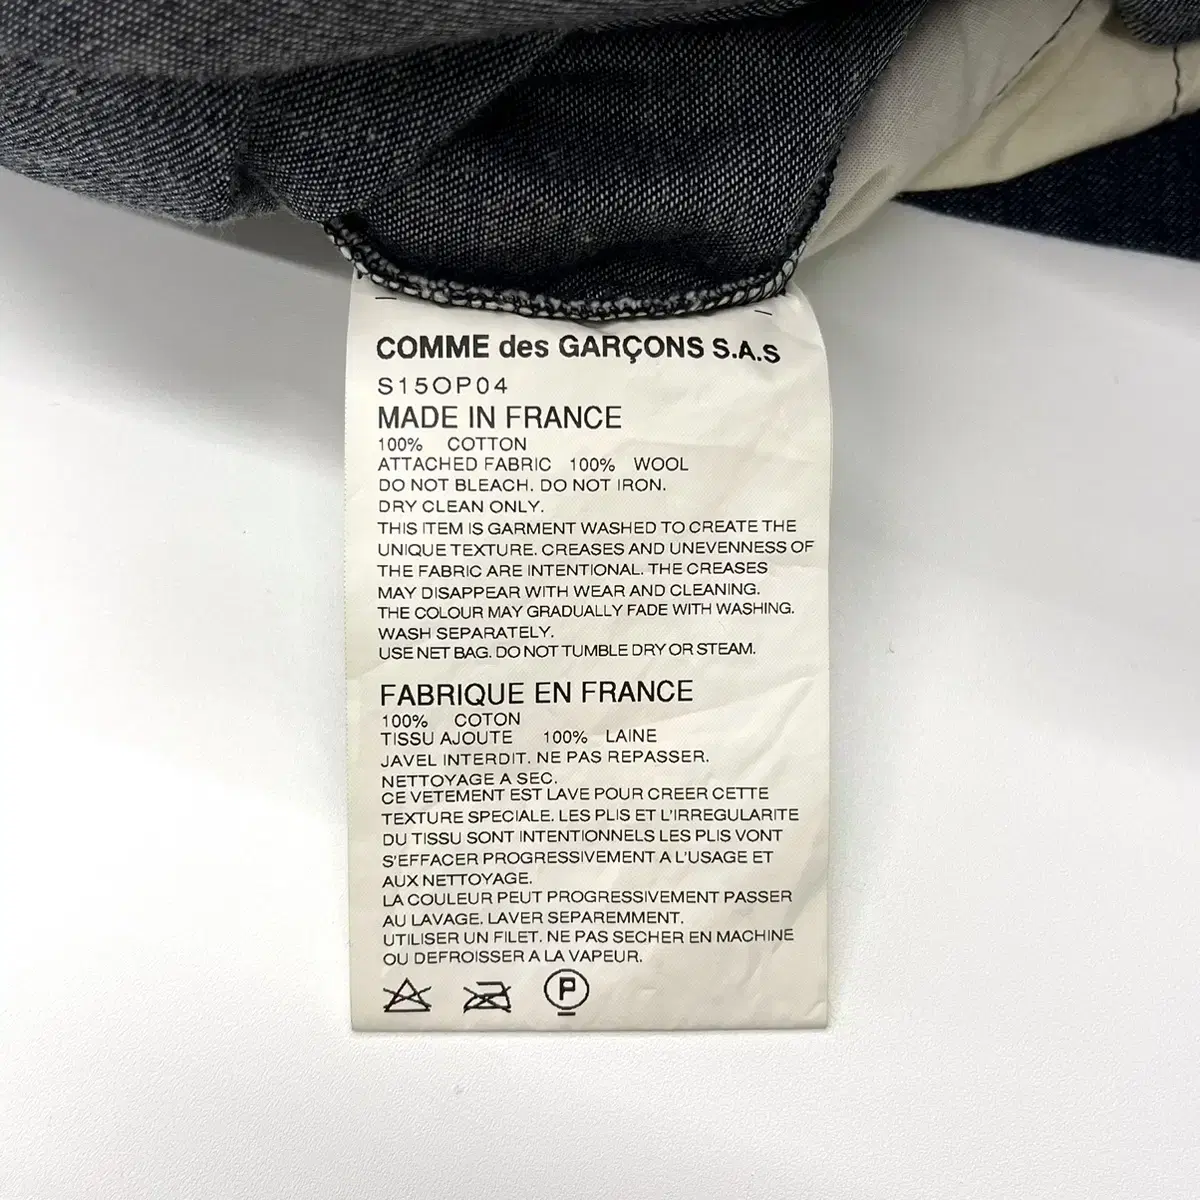 COMME des GARÇONS S.A.S
S15OP04
MADE IN FRANCE
100% COTTON
ATTACHED FABRIC 100% WOOL
DO NOT BLEACH. DO NOT IRON.
DRY CLEAN ONLY.
THIS ITEM IS GARMENT WASHED TO CREATE THE
UNIQUE TEXTURE. CREASES AND UNEVENNESS OF
THE FABRIC ARE INTENTIONAL. THE CREASES
MAY DISAPPEAR WITH WEAR AND CLEANING.
THE COLOUR MAY GRADUALLY FADE WITH WASHING.
WASH SEPARATELY.
USE NET BAG. DO NOT TUMBLE DRY OR STEAM.
FABRIQUE EN FRANCE
100% COTON
TISSU AJOUTE 100% LAINE
JAVEL INTERDIT. NE PAS REPASSER.
NETTOYAGE A SEC.
CE VETEMENT EST LAVE POUR CREER CETTE
TEXTURE SPECIALE. LES PLIS ET L'IRREGULARITE
DU TISSU SONT INTENTIONNELS LES PLIS VONT
S'EFFACER PROGRESSIVEMENT A L'USAGE ET
AUX NETTOYAGE.
LA COULEUR PEUT PROGRESSIVEMENT PASSER
AU LAVAGE. LAVER SEPAREMMENT.
UTILISER UN FILET. NE PAS SECHER EN MACHINE
OU DEFROISSER A LA VAPEUR.
P